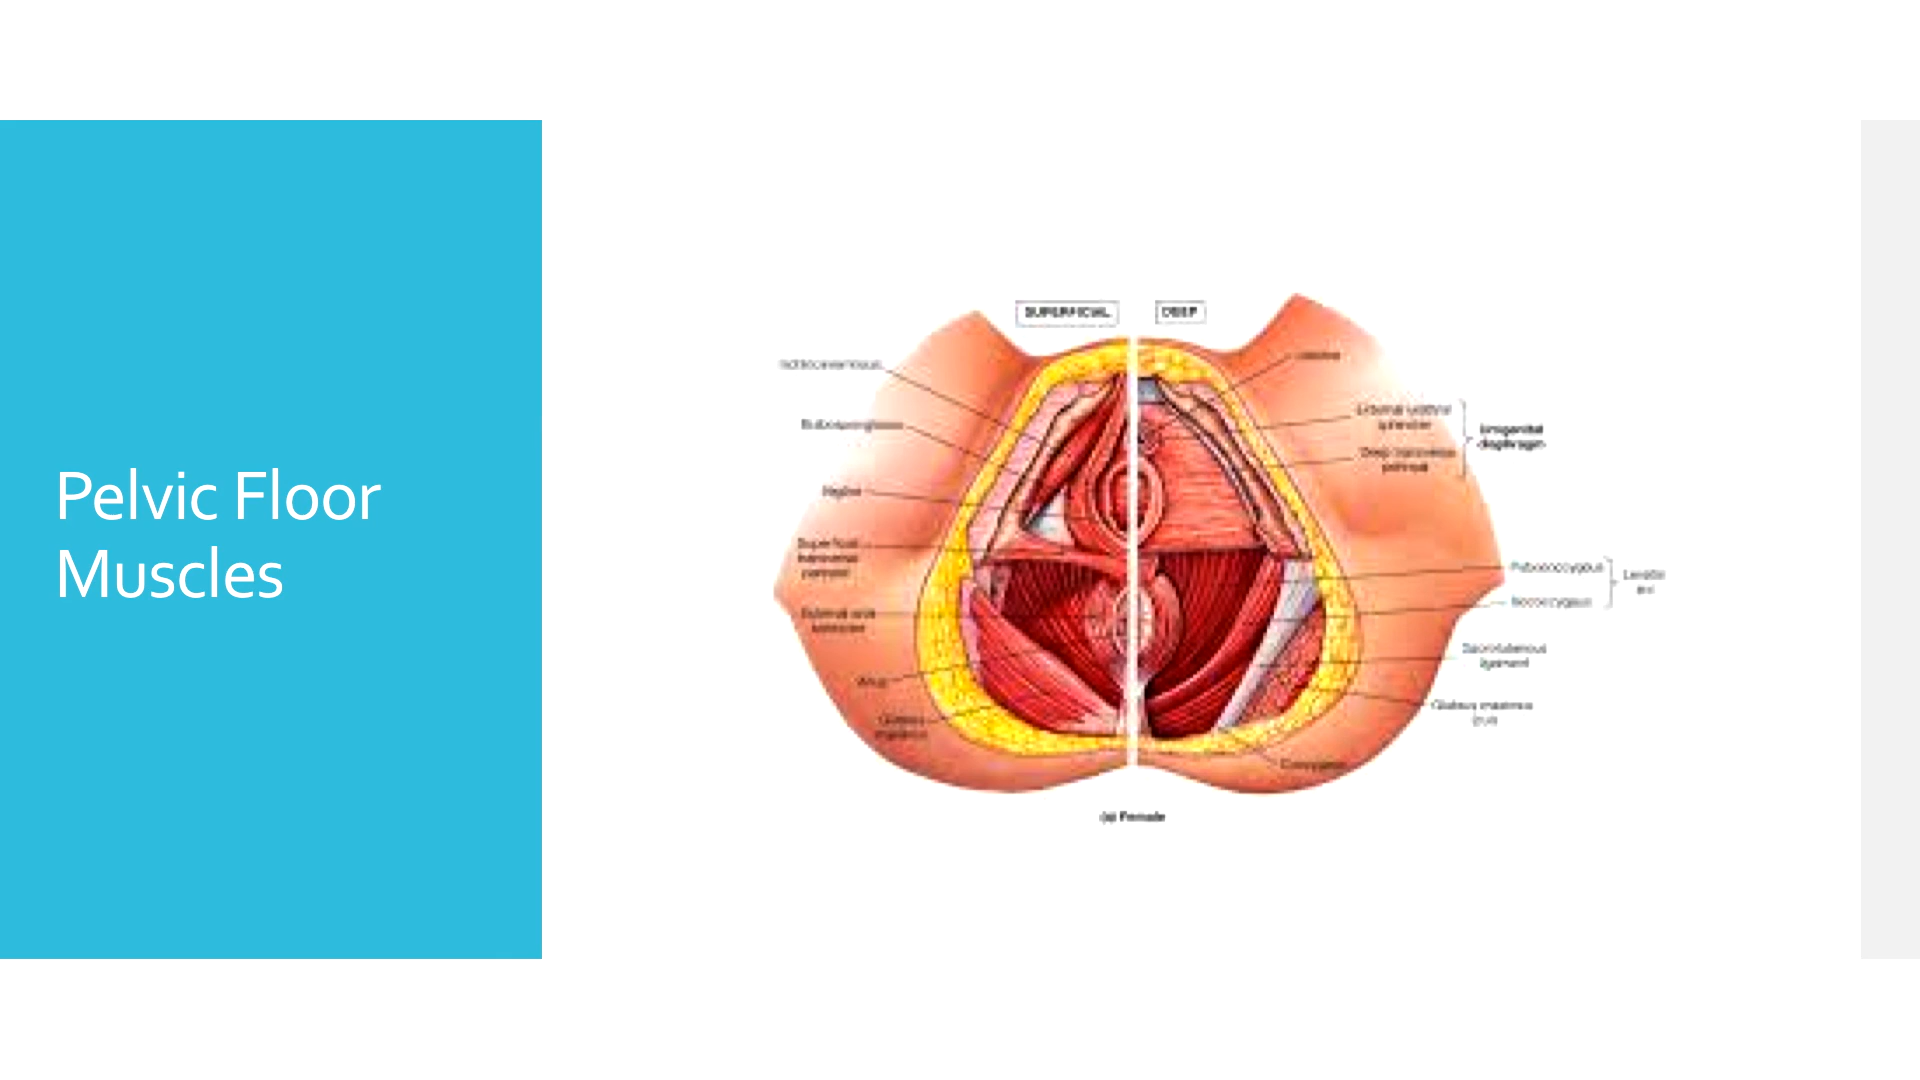 Pelvic Floor
Muscles
SUPERFICIAL
DEEP
Ischiocavernosus
Bulbospongiosus
Vagina
Superficial
transverse
perineal
External anal
sphincter
Anus
Gluteus
maximus
External urethral
sphincter
Deep transverse
perineal
Urogenital
diaphragm
Pubococcygeus
Iliococcygeus
Levator
ani
Sacrotuberous
ligament
Gluteus maximus
(cut)
Coccygeus
(a) Female